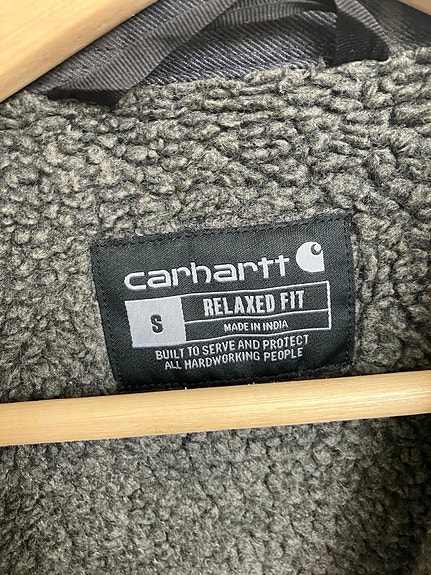 carhartt
S
RELAXED FIT
MADE IN INDIA
BUILT TO SERVE AND PROTECT
ALL HARDWORKING PEOPLE